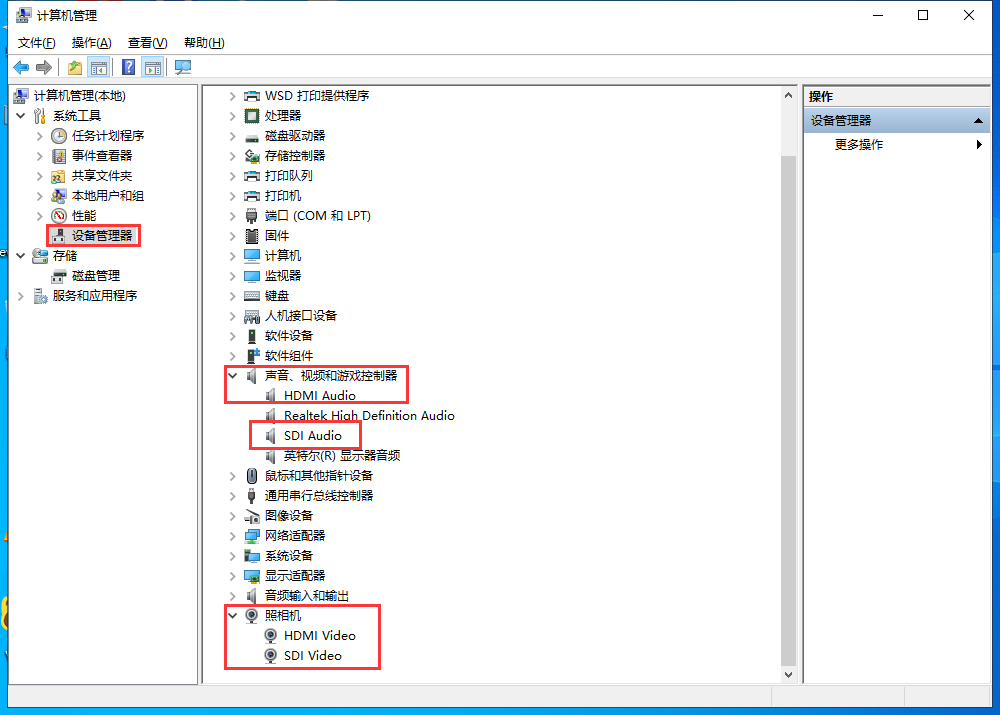 计算机管理
文件(F) 操作(A) 查看(V) 帮助(H)
计算机管理(本地)
系统工具
任务计划程序
事件查看器
共享文件夹
本地用户和组
性能
设备管理器
存储
磁盘管理
服务和应用程序
WSD 打印提供程序
处理器
磁盘驱动器
存储控制器
打印队列
打印机
端口 (COM 和 LPT)
固件
计算机
监视器
键盘
人机接口设备
软件设备
软件组件
声音、视频和游戏控制器
HDMI Audio
Realtek High Definition Audio
SDI Audio
英特尔(R) 显示器音频
鼠标和其他指针设备
通用串行总线控制器
图像设备
网络适配器
系统设备
显示适配器
音频输入和输出
照相机
HDMI Video
SDI Video
操作
设备管理器
更多操作